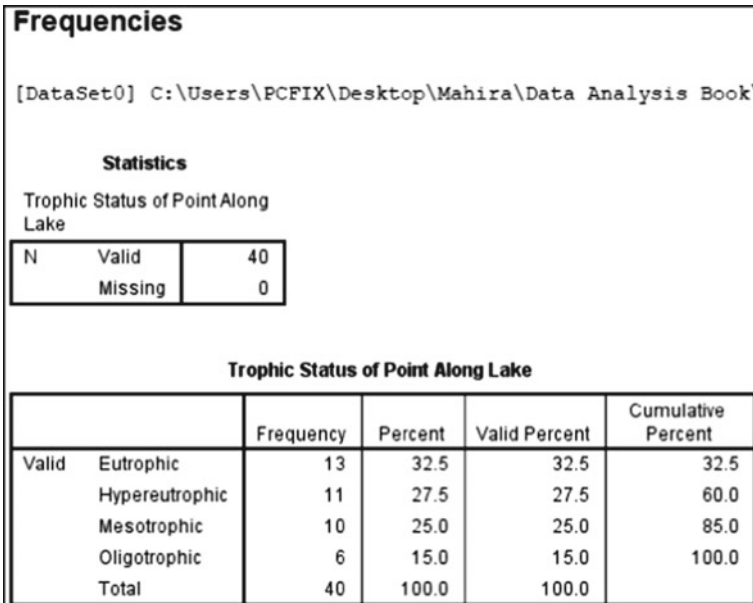 Frequencies
[DataSet0] C:\Users\PCFIX\Desktop\Mahira\Data Analysis Book\
Statistics
Trophic Status of Point Along
Lake
N Valid 40
Missing 0
Trophic Status of Point Along Lake
Frequency Percent Valid Percent Cumulative Percent
Valid Eutrophic 13 32.5 32.5 32.5
Hypereutrophic 11 27.5 27.5 60.0
Mesotrophic 10 25.0 25.0 85.0
Oligotrophic 6 15.0 15.0 100.0
Total 40 100.0 100.0